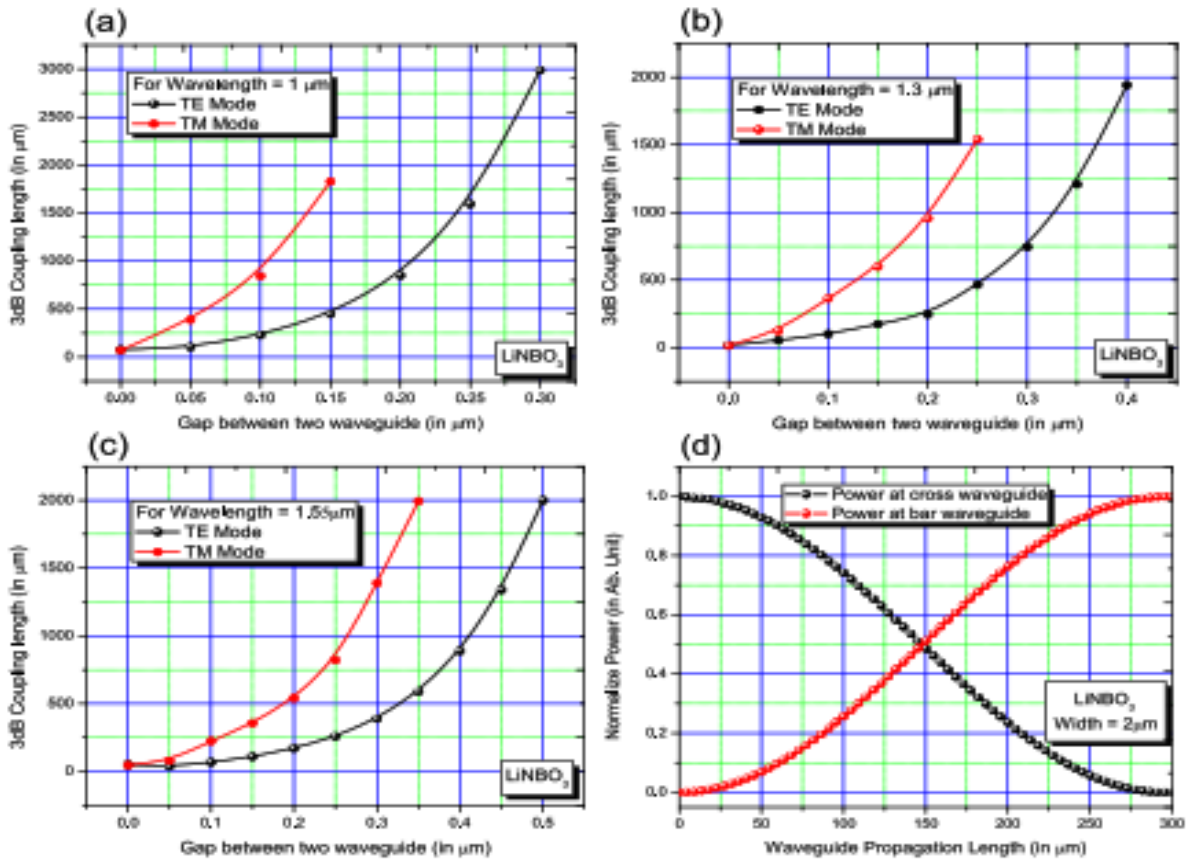 (a)
3dB Coupling length (in μm)
3000
2500
2000
1500
1000
500
0
For Wavelength = 1 μm
TE Mode
TM Mode
LiNBO₃
0.00 0.05 0.10 0.15 0.20 0.25 0.30
Gap between two waveguide (in μm)
(b)
3dB Coupling length (in μm)
2000
1500
1000
500
0
For Wavelength = 1.3 μm
TE Mode
TM Mode
LiNBO₃
0.0 0.1 0.2 0.3 0.4
Gap between two waveguide (in μm)
(c)
3dB Coupling length (in μm)
2000
1500
1000
500
0
For Wavelength = 1.55μm
TE Mode
TM Mode
LiNBO₃
0.0 0.1 0.2 0.3 0.4 0.5
Gap between two waveguide (in μm)
(d)
Normalize Power (in Ab. Unit)
1.0
0.8
0.6
0.4
0.2
0.0
Power at cross waveguide
Power at bar waveguide
LiNBO₃
Width = 2μm
0 50 100 150 200 250 300
Waveguide Propagation Length (in μm)